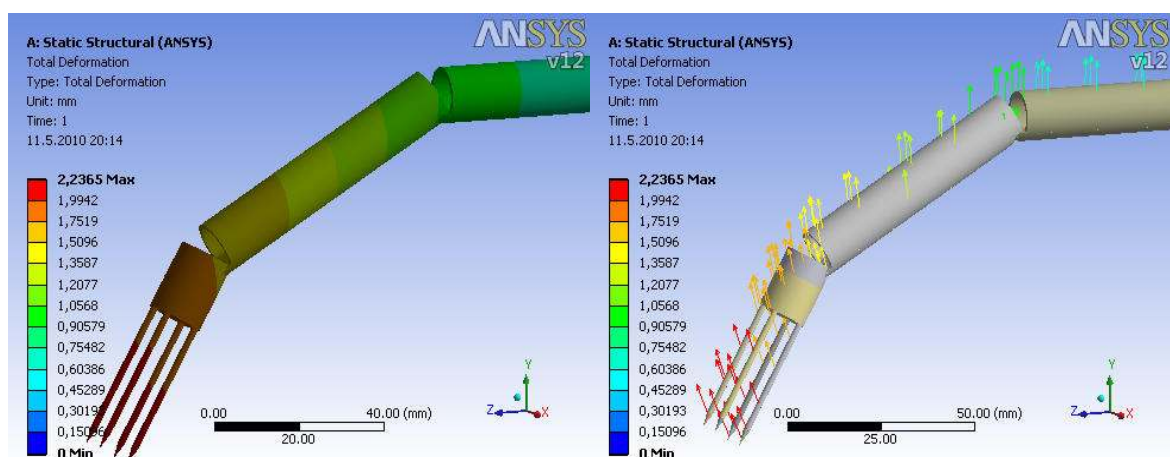 A: Static Structural (ANSYS)
Total Deformation
Type: Total Deformation
Unit: mm
Time: 1
11.5.2010 20:14
ANSYS
v12
2,2365 Max
1,9942
1,7519
1,5096
1,3587
1,2077
1,0568
0,90579
0,75482
0,60386
0,45289
0,30193
0,15096
0 Min
0.00
40.00 (mm)
20.00
Y
Z
X
A: Static Structural (ANSYS)
Total Deformation
Type: Total Deformation
Unit: mm
Time: 1
11.5.2010 20:14
ANSYS
v12
2,2365 Max
1,9942
1,7519
1,5096
1,3587
1,2077
1,0568
0,90579
0,75482
0,60386
0,45289
0,30193
0,15096
0 Min
0.00
50.00 (mm)
25.00
Y
Z
X